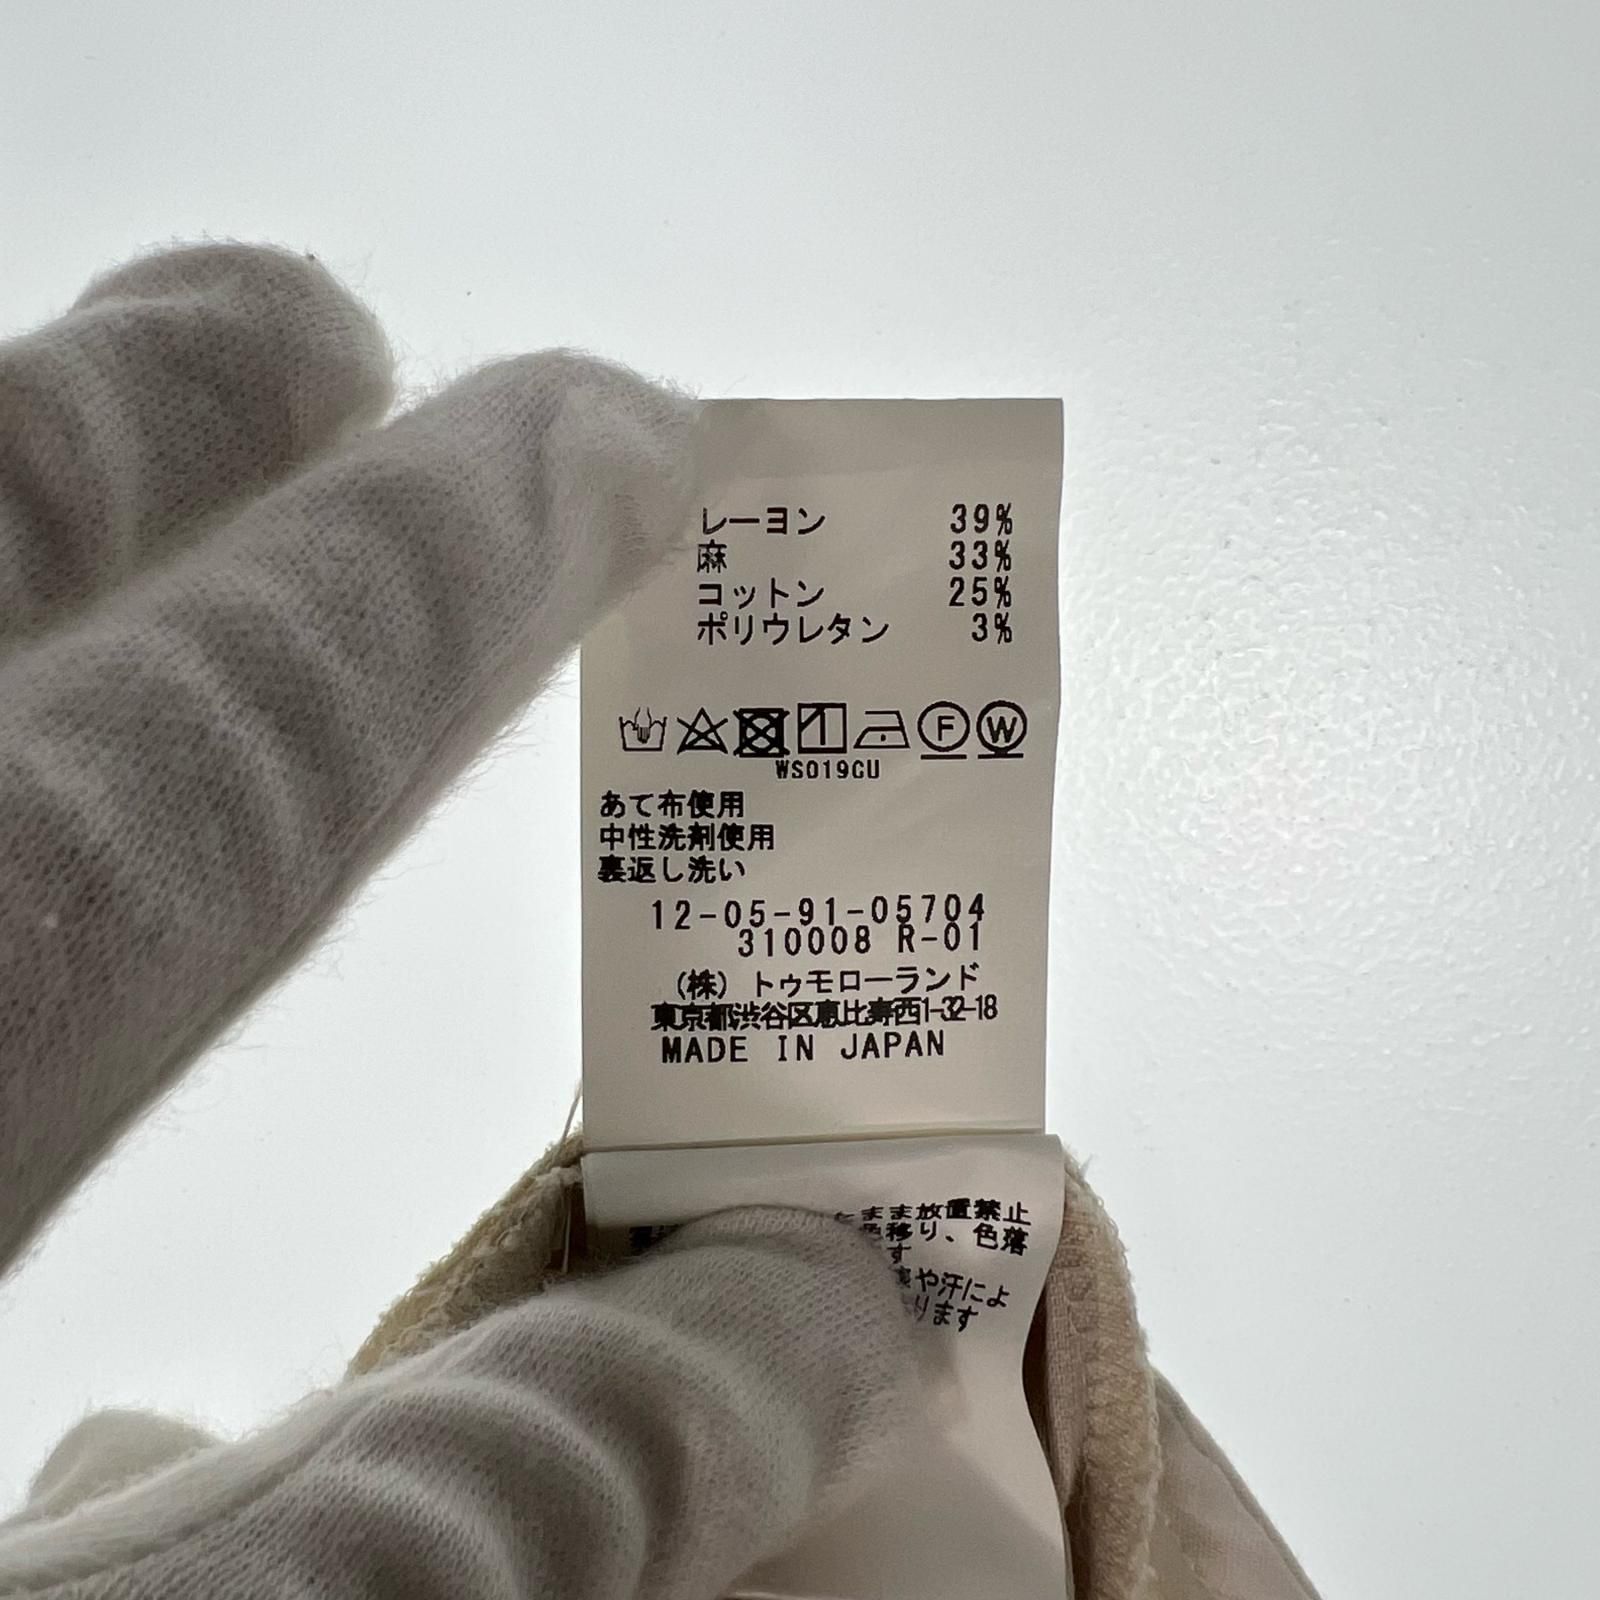 レーヨン 39%
麻 33%
コットン 25%
ポリウレタン 3%
F W
WS019CU
あて布使用
中性洗剤使用
裏返し洗い
12-05-91-05704
310008 R-01
(株) トゥモローランド
東京都渋谷区恵比寿西1-32-18
MADE IN JAPAN
まま放置禁止
色移り、色落
す
や汗によ
ります